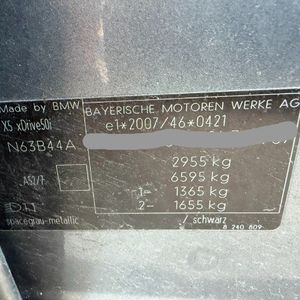 Made by BMW
BAYERISCHE MOTOREN WERKE AG
X5 xDrive50i
e1*2007/46*0421
N63B44A
2955 kg
6595 kg
A52/7
1– 1365 kg
2– 1655 kg
spacegrau-metallic
/ schwarz
8 240 809